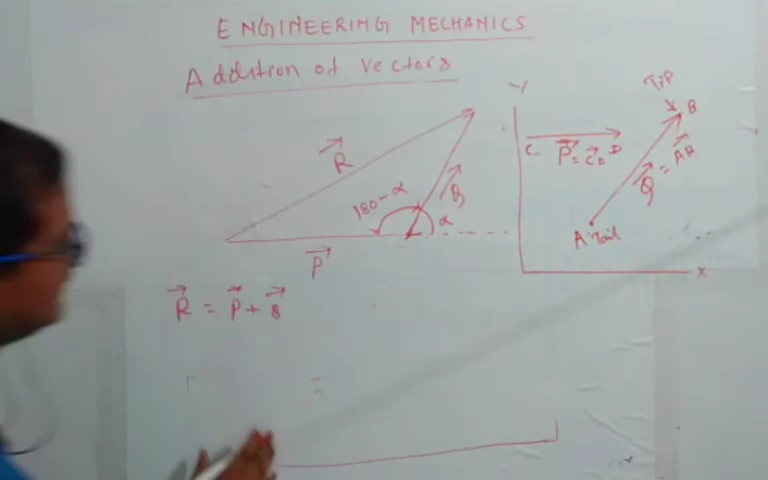 ENGINEERING MECHANICS
Addition of Vectors
Y
Tip
B
R
C
D
P = CD
Q = AB
180 - α
Q
α
A Tail
P
X
R = P + Q